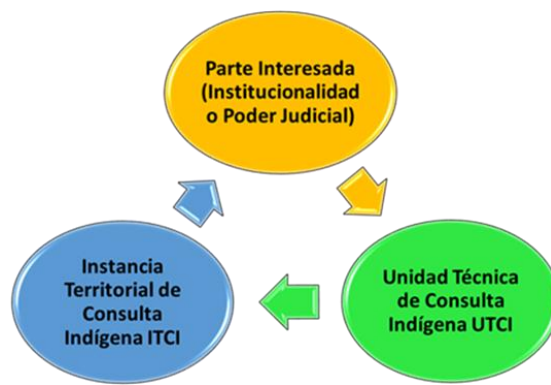 Parte Interesada
(Institucionalidad
o Poder Judicial)
Instancia
Territorial de
Consulta
Indígena ITCI
Unidad Técnica
de Consulta
Indígena UTCI